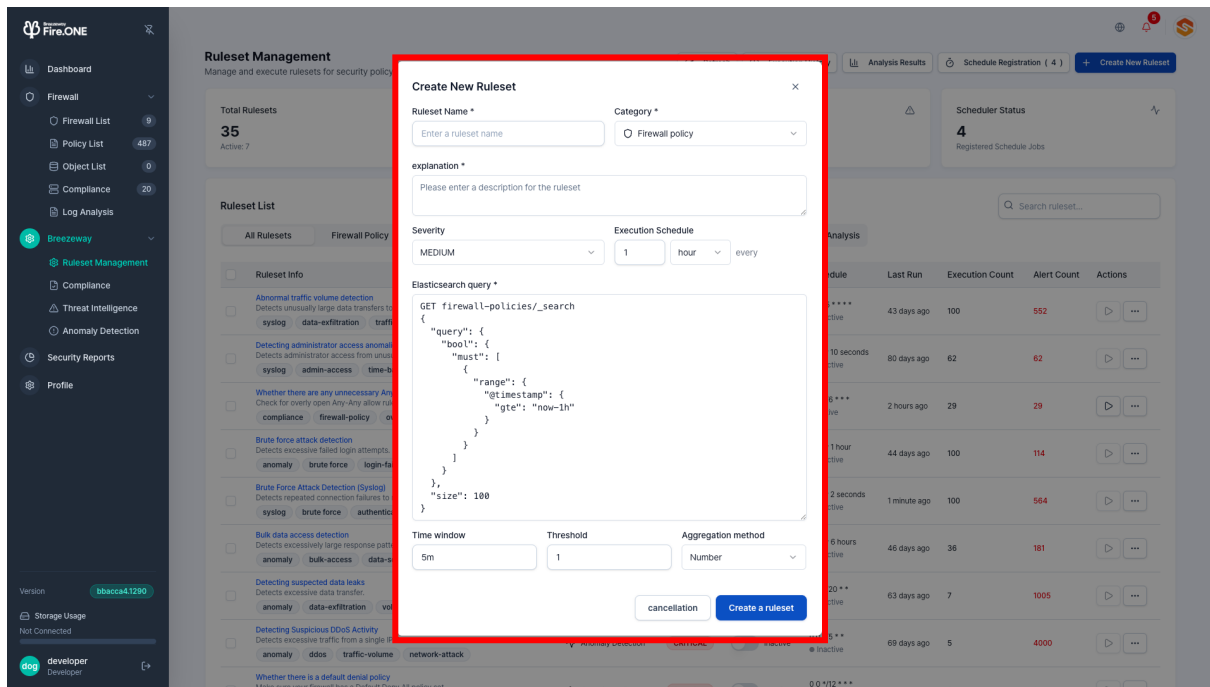 Breezeway
Fire.ONE
5
Dashboard
Firewall
Firewall List 9
Policy List 487
Object List 0
Compliance 20
Log Analysis
Breezeway
Ruleset Management
Compliance
Threat Intelligence
Anomaly Detection
Security Reports
Profile
Version bbacca4.1290
Storage Usage
Not Connected
dog
developer
Developer
Ruleset Management
Manage and execute rulesets for security policy
Analysis Results
Schedule Registration ( 4 )
+ Create New Ruleset
Total Rulesets
35
Active: 7
Scheduler Status
4
Registered Schedule Jobs
Ruleset List
Search ruleset...
All Rulesets Firewall Policy Analysis
Ruleset Info Last Run Execution Count Alert Count Actions
Abnormal traffic volume detection
Detects unusually large data transfers to
syslog data-exfiltration
43 days ago 100 552
Detecting administrator access
Detects administrator access from
syslog admin-access
10 seconds
80 days ago 62 62
Whether there are any unnecessary Any
Check for overly open Any-Any allow
compliance firewall-policy
2 hours ago 29 29
Brute force attack detection
Detects excessive failed login attempts.
anomaly brute force
1 hour
44 days ago 100 114
Brute Force Attack Detection (Syslog)
Detects repeated connection failures to
syslog brute force
2 seconds
1 minute ago 100 564
Bulk data access detection
Detects excessively large response
anomaly bulk-access
6 hours
46 days ago 36 181
Detecting suspected data leaks
Detects excessive data transfer.
anomaly data-exfiltration
63 days ago 7 1005
Detecting Suspicious DDoS Activity
Detects excessive traffic from a single
anomaly ddos traffic-volume network-attack
Anomaly Detection CRITICAL Inactive
Inactive
69 days ago 5 4000
Whether there is a default denial policy
0 0 */12 * * *
Create New Ruleset
Ruleset Name * Category *
Enter a ruleset name Firewall policy
explanation *
Please enter a description for the ruleset
Severity Execution Schedule
MEDIUM 1 hour every
Elasticsearch query *
GET firewall-policies/_search
{
"query": {
"bool": {
"must": [
{
"range": {
"@timestamp": {
"gte": "now-1h"
}
}
}
]
}
},
"size": 100
}
Time window Threshold Aggregation method
5m 1 Number
cancellation Create a ruleset